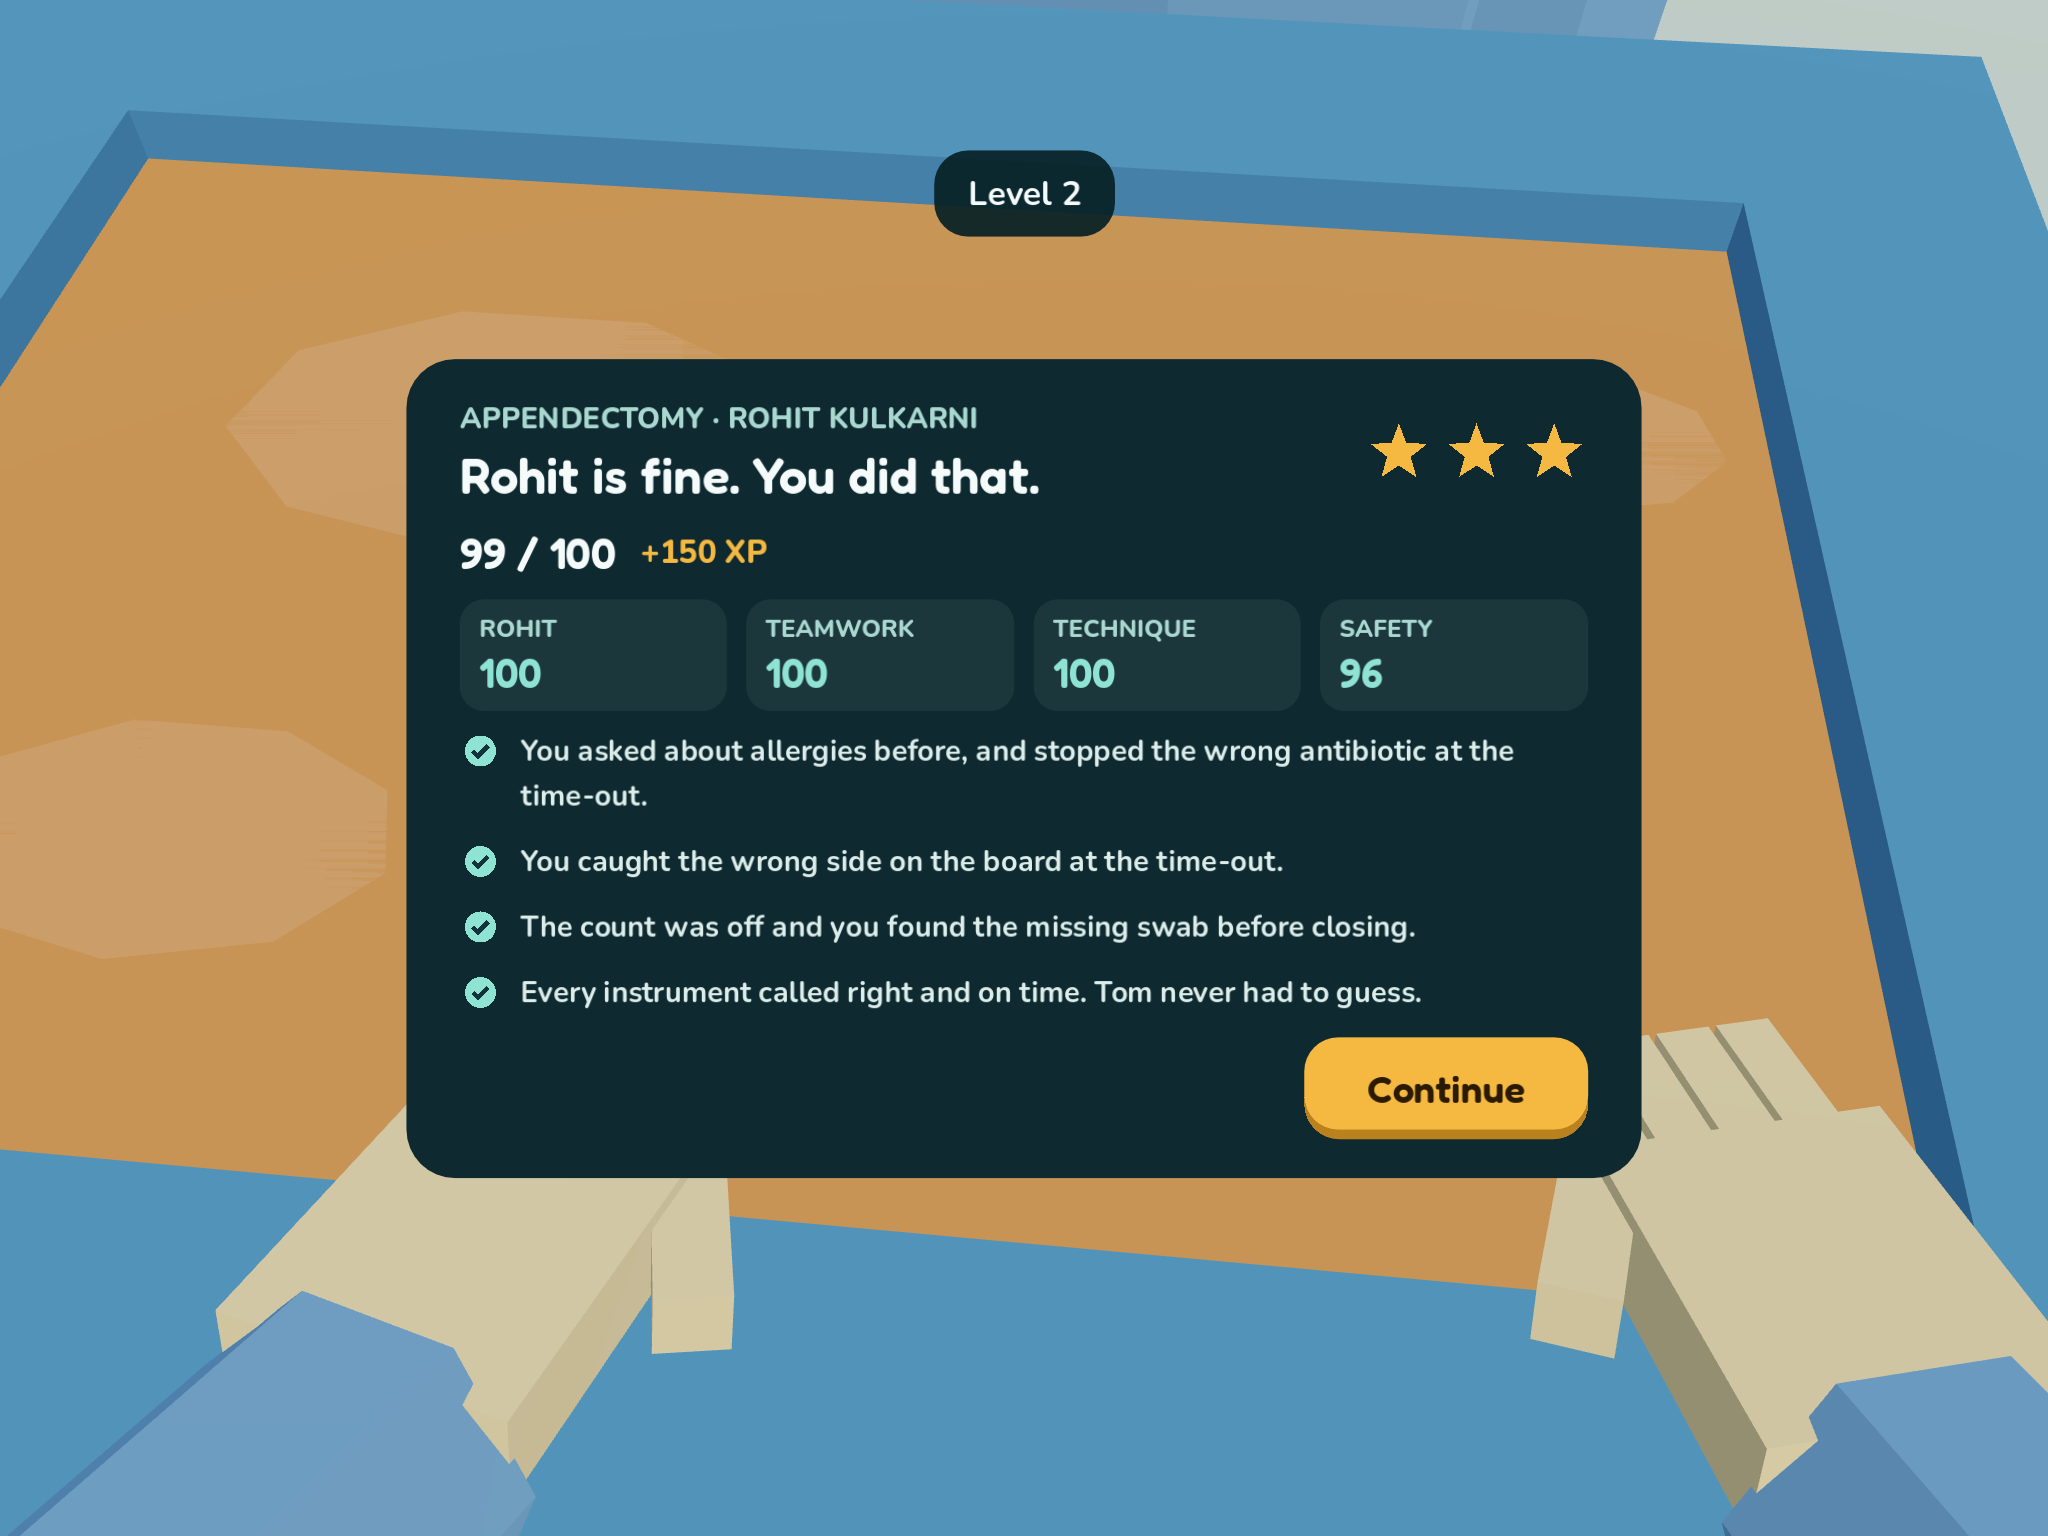 Level 2
APPENDECTOMY · ROHIT KULKARNI
Rohit is fine. You did that.
99 / 100 +150 XP
ROHIT TEAMWORK TECHNIQUE SAFETY
100 100 100 96
You asked about allergies before, and stopped the wrong antibiotic at the
time-out.
You caught the wrong side on the board at the time-out.
The count was off and you found the missing swab before closing.
Every instrument called right and on time. Tom never had to guess.
Continue